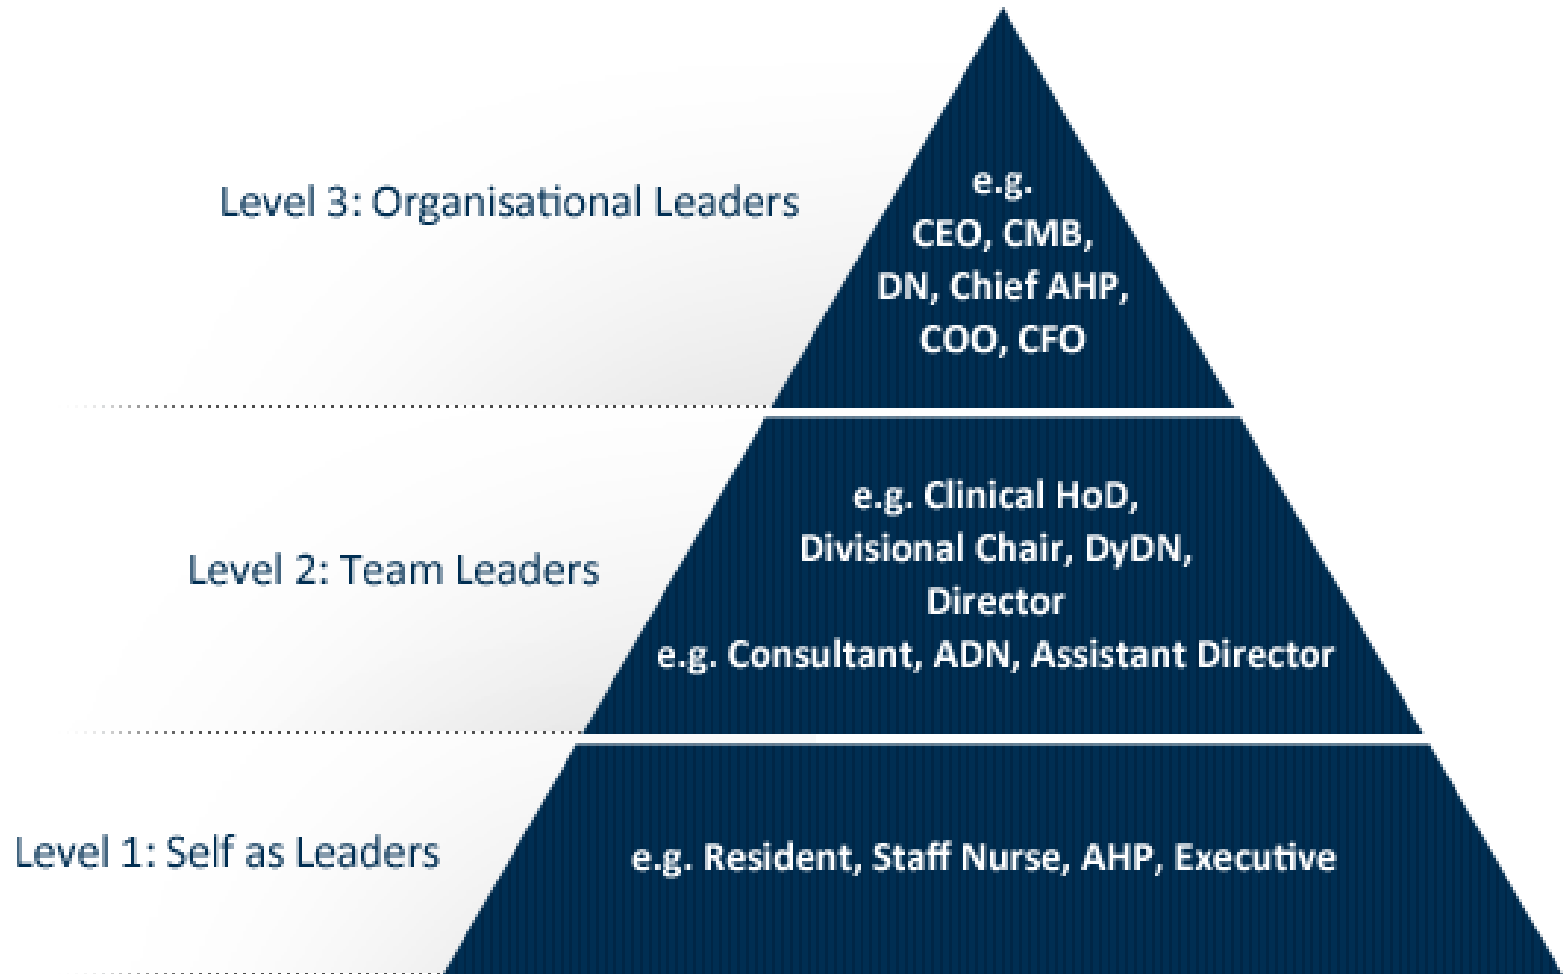 Level 3: Organisational Leaders
e.g.
CEO, CMB,
DN, Chief AHP,
COO, CFO
Level 2: Team Leaders
e.g. Clinical HoD,
Divisional Chair, DyDN,
Director
e.g. Consultant, ADN, Assistant Director
Level 1: Self as Leaders
e.g. Resident, Staff Nurse, AHP, Executive